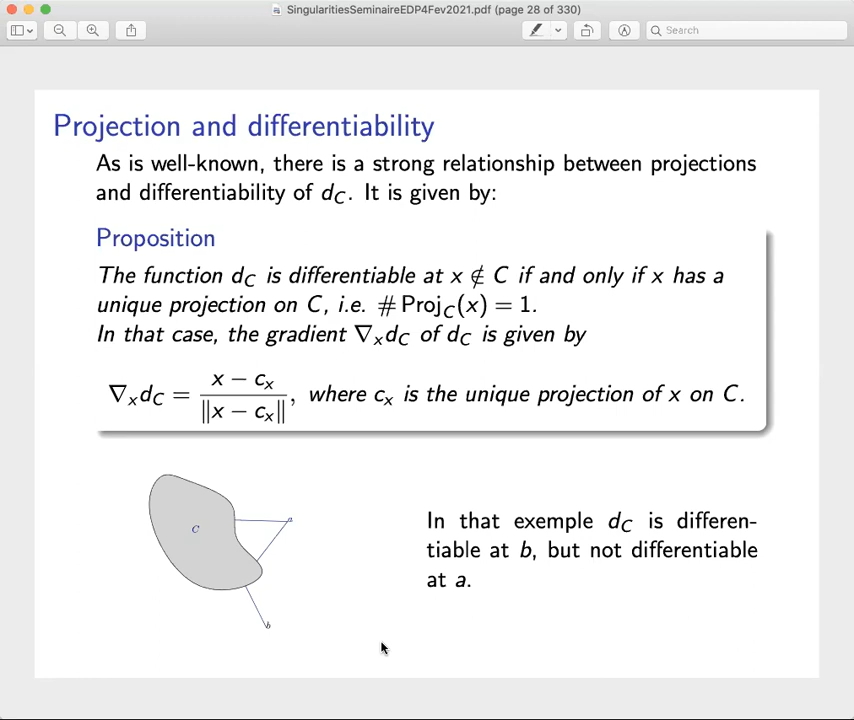 SingularitiesSeminaireEDP4Fev2021.pdf (page 28 of 330)
Search
Projection and differentiability
As is well-known, there is a strong relationship between projections
and differentiability of d_C. It is given by:
Proposition
The function d_C is differentiable at x ∉ C if and only if x has a
unique projection on C, i.e. # Proj_C(x) = 1.
In that case, the gradient ∇_x d_C of d_C is given by
∇_x d_C = (x − c_x) / ‖x − c_x‖, where c_x is the unique projection of x on C.
C
a
b
In that exemple d_C is differen-
tiable at b, but not differentiable
at a.